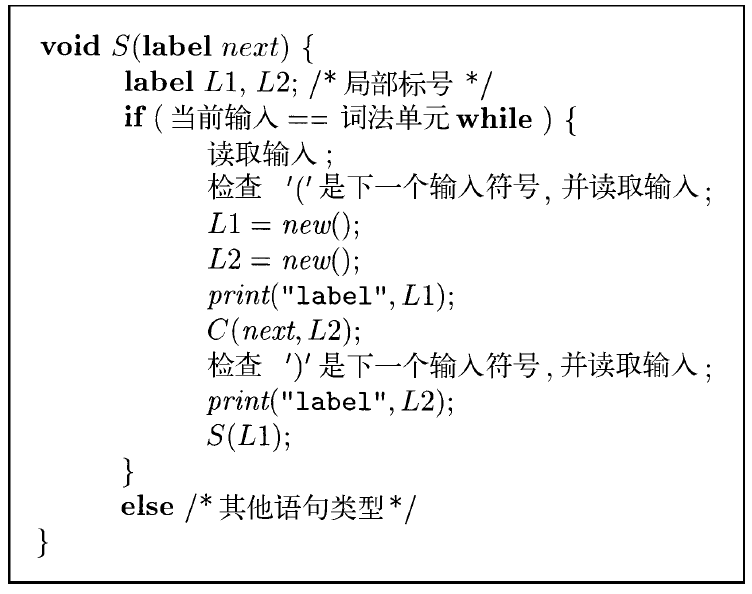 void S(label next) {
label L1, L2; /* 局部标号 */
if ( 当前输入 == 词法单元 while ) {
读取输入 ;
检查 '(' 是下一个输入符号, 并读取输入 ;
L1 = new();
L2 = new();
print("label", L1);
C(next, L2);
检查 ')' 是下一个输入符号, 并读取输入 ;
print("label", L2);
S(L1);
}
else /* 其他语句类型 */
}